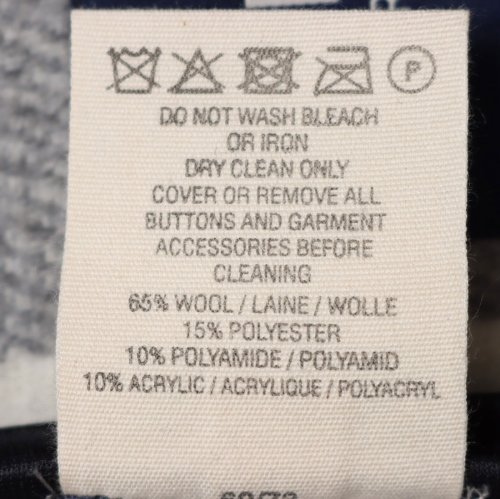 P
DO NOT WASH BLEACH
OR IRON
DRY CLEAN ONLY
COVER OR REMOVE ALL
BUTTONS AND GARMENT
ACCESSORIES BEFORE
CLEANING
65% WOOL / LAINE / WOLLE
15% POLYESTER
10% POLYAMIDE / POLYAMID
10% ACRYLIC / ACRYLIQUE / POLYACRYL